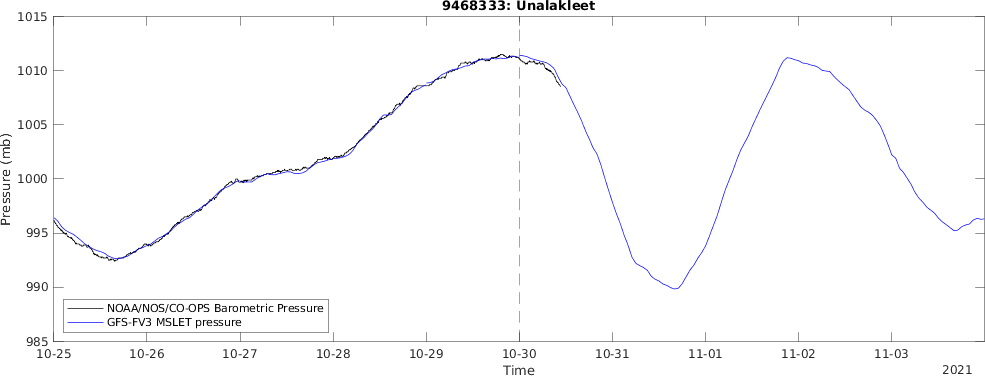 9468333: Unalakleet
1015
1010
1005
1000
995
990
985
Pressure (mb)
NOAA/NOS/CO-OPS Barometric Pressure
GFS-FV3 MSLET pressure
10-25 10-26 10-27 10-28 10-29 10-30 10-31 11-01 11-02 11-03
Time
2021